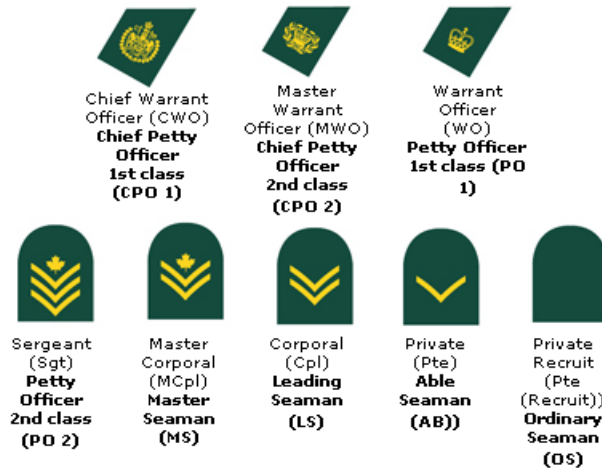 Chief Warrant
Officer (CWO)
Chief Petty
Officer
1st class
(CPO 1)
Master
Warrant
Officer (MWO)
Chief Petty
Officer
2nd class
(CPO 2)
Warrant
Officer
(WO)
Petty Officer
1st class (PO
1)
Sergeant
(Sgt)
Petty
Officer
2nd class
(PO 2)
Master
Corporal
(MCpl)
Master
Seaman
(MS)
Corporal
(Cpl)
Leading
Seaman
(LS)
Private
(Pte)
Able
Seaman
(AB))
Private
Recruit
(Pte
(Recruit))
Ordinary
Seaman
(OS)